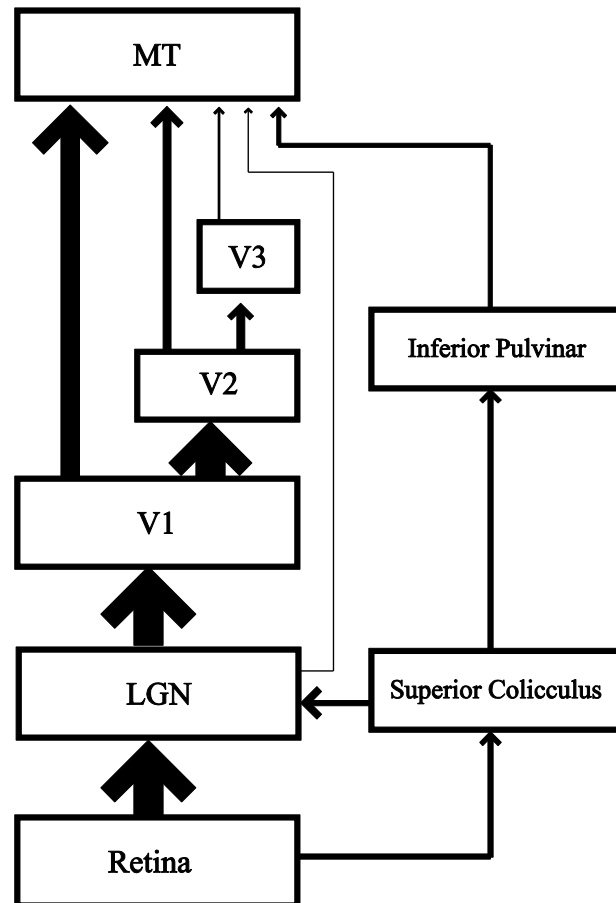 MT
V3
Inferior Pulvinar
V2
V1
LGN
Superior Colicculus
Retina